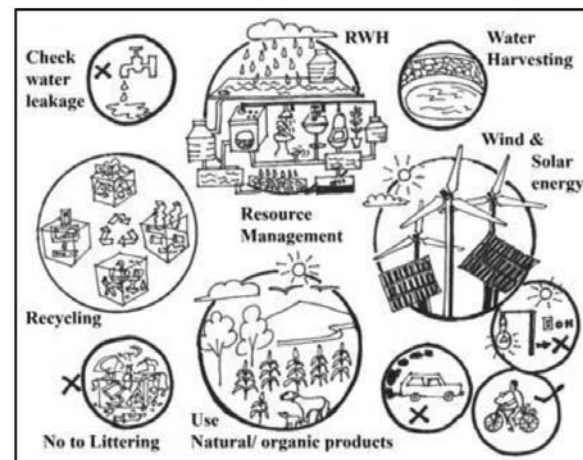 Check
water
leakage
RWH
Water
Harvesting
Wind &
Solar
energy
Resource
Management
ON
Recycling
No to Littering
Use
Natural/ organic products